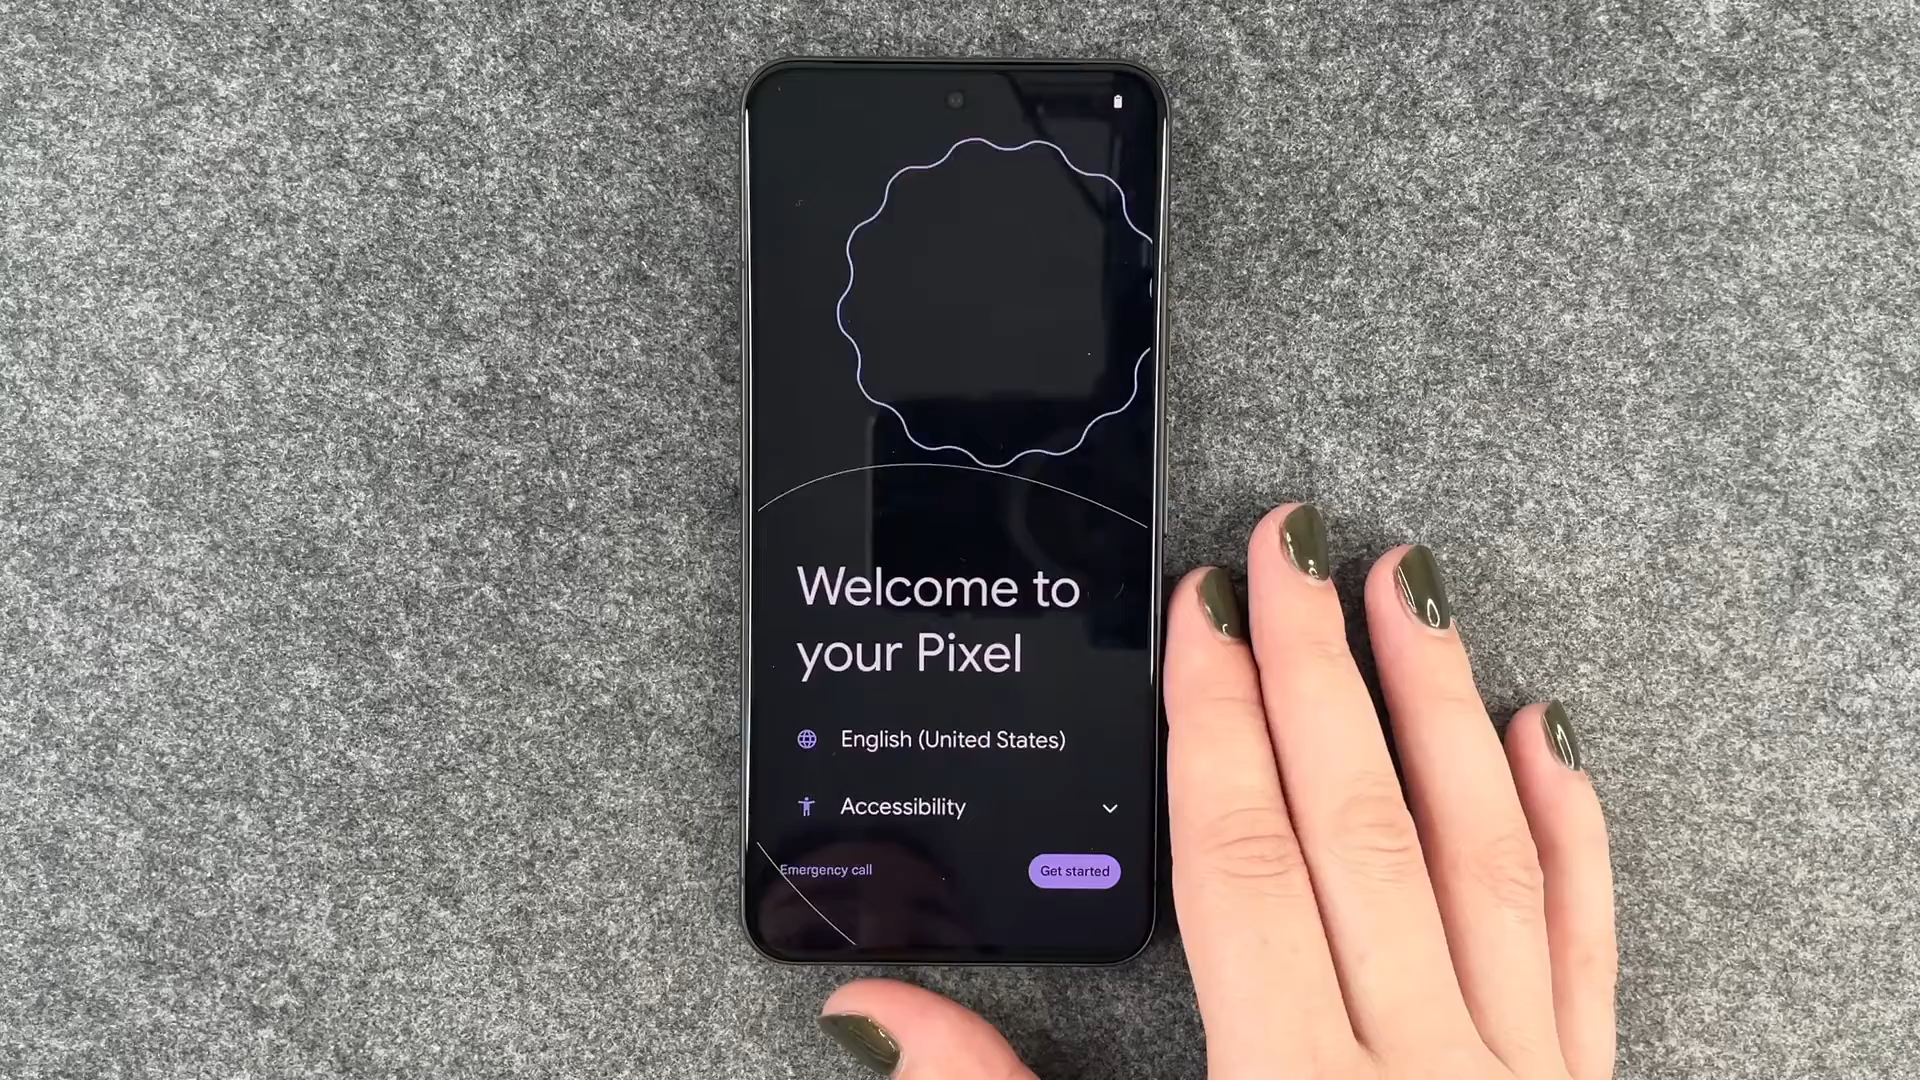 Welcome to
your Pixel
English (United States)
Accessibility
Emergency call
Get started